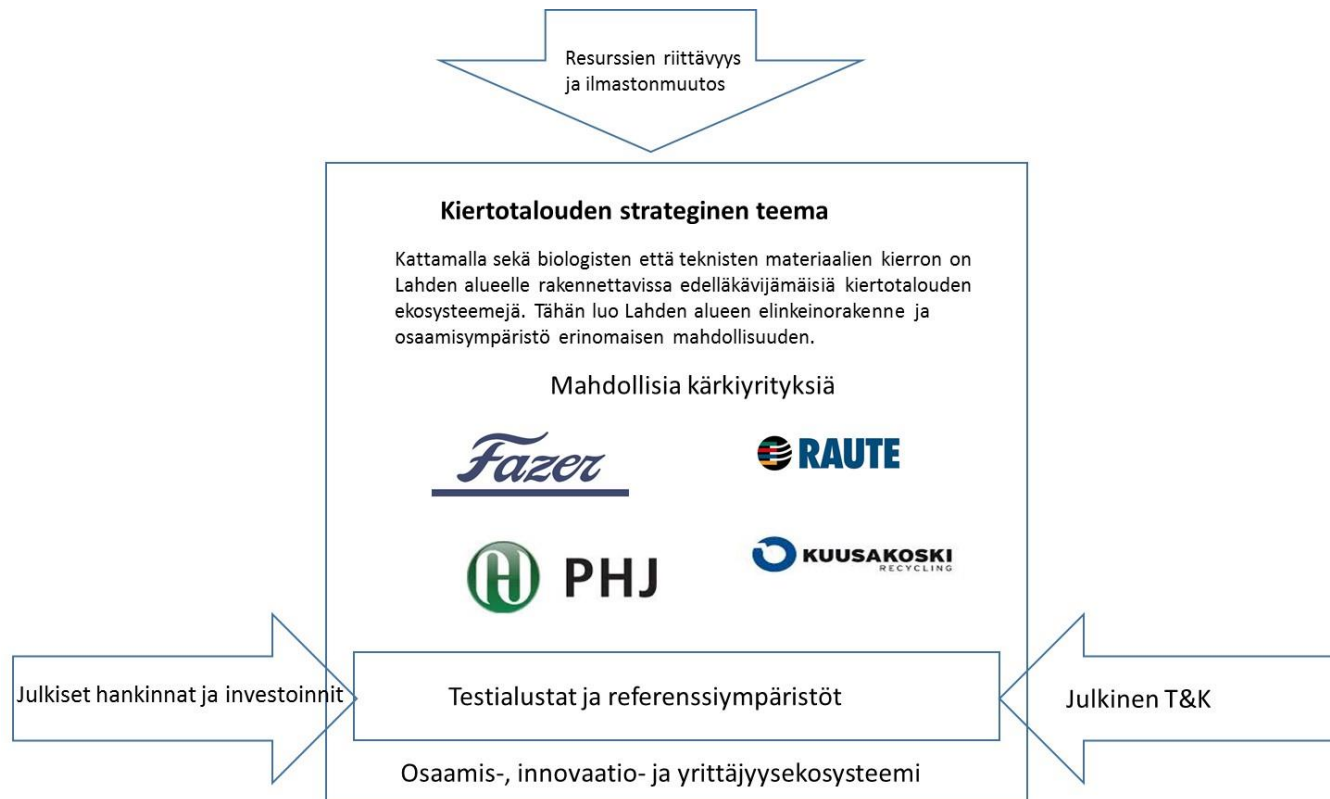 Resurssien riittävyys
ja ilmastonmuutos
Kiertotalouden strateginen teema
Kattamalla sekä biologisten että teknisten materiaalien kierron on
Lahden alueelle rakennettavissa edelläkävijämäisiä kiertotalouden
ekosysteemejä. Tähän luo Lahden alueen elinkeinorakenne ja
osaamisympäristö erinomaisen mahdollisuuden.
Mahdollisia kärkiyrityksiä
Fazer
RAUTE
PHJ
KUUSAKOSKI
RECYCLING
Julkiset hankinnat ja investoinnit
Testialustat ja referenssiympäristöt
Julkinen T&K
Osaamis-, innovaatio- ja yrittäjyysekosysteemi